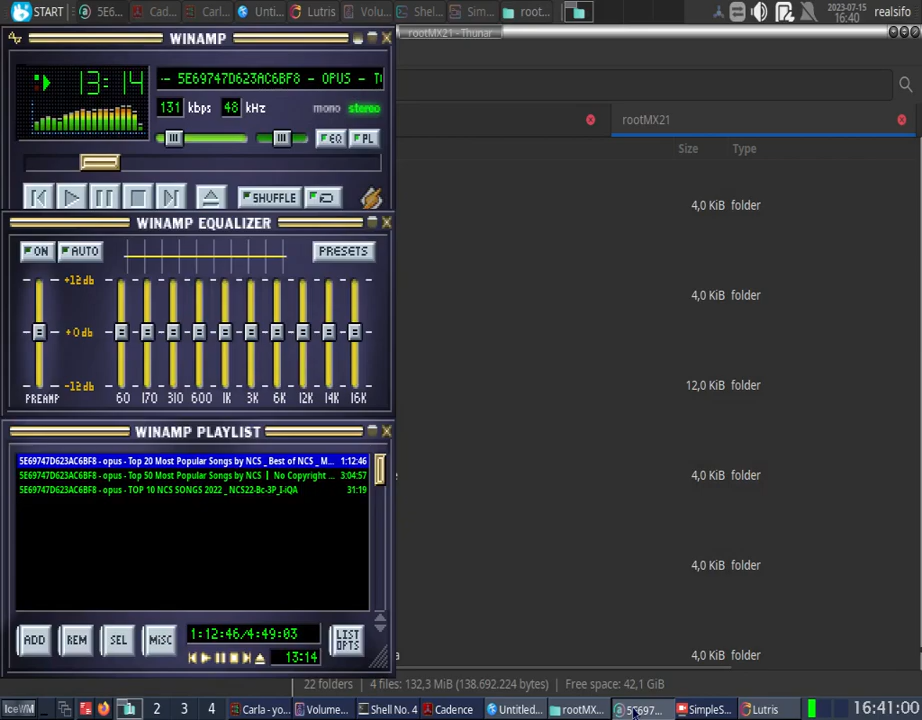 START 5E6... Cad... Carl... Unti... Lutris Volu... Shel... Sim... root... 2023-07-15 16:40 realsifo
rootMX21 - Thunar
WINAMP
13:14
- 5E69747D623AC6BF8 - OPUS - T
131 kbps 48 kHz mono stereo
EQ PL
SHUFFLE
rootMX21
Size Type
4,0 KiB folder
4,0 KiB folder
12,0 KiB folder
4,0 KiB folder
4,0 KiB folder
4,0 KiB folder
WINAMP EQUALIZER
ON AUTO PRESETS
+12db
+0db
-12db
PREAMP 60 170 310 600 1K 3K 6K 12K 14K 16K
WINAMP PLAYLIST
5E69747D623AC6BF8 - opus - Top 20 Most Popular Songs by NCS _ Best of NCS _ M... 1:12:46
5E69747D623AC6BF8 - opus - Top 50 Most Popular Songs by NCS | No Copyright ... 3:04:57
5E69747D623AC6BF8 - opus - TOP 10 NCS SONGS 2022 _ NCS22-Bc-3P_I-iQA 31:19
ADD REM SEL MISC 1:12:46/4:49:03 LIST OPTS
13:14
22 folders | 4 files: 132,3 MiB (138.692.224 bytes) | Free space: 42,1 GiB
IceWM 1 2 3 4 Carla - yo... Volume... Shell No. 4 Cadence Untitled... rootMX... 5E697... SimpleS... Lutris 16:41:06